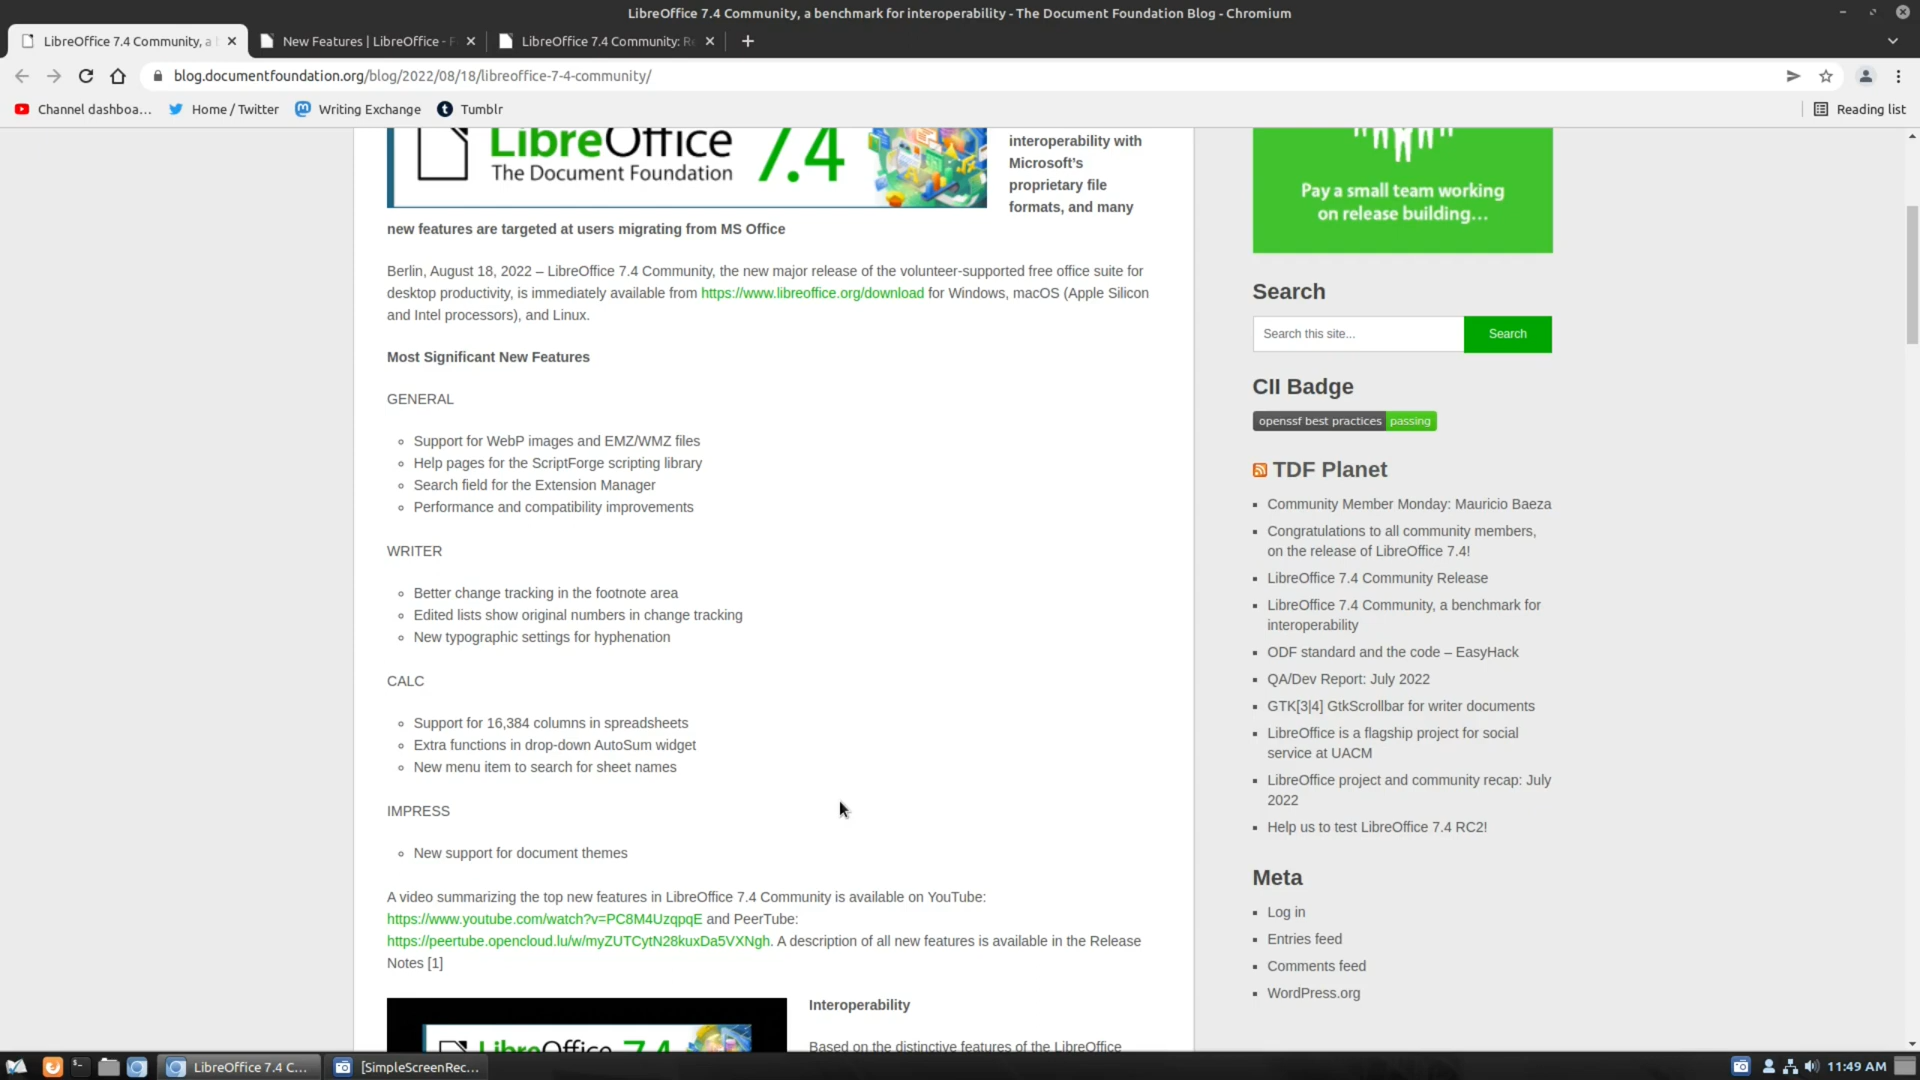 LibreOffice 7.4 Community, a benchmark for interoperability - The Document Foundation Blog - Chromium
LibreOffice 7.4 Community, a
New Features | LibreOffice - F
LibreOffice 7.4 Community: Re
blog.documentfoundation.org/blog/2022/08/18/libreoffice-7-4-community/
Channel dashboa...
Home / Twitter
Writing Exchange
Tumblr
Reading list
LibreOffice
The Document Foundation
7.4
interoperability with
Microsoft’s
proprietary file
formats, and many
new features are targeted at users migrating from MS Office
Berlin, August 18, 2022 – LibreOffice 7.4 Community, the new major release of the volunteer-supported free office suite for
desktop productivity, is immediately available from https://www.libreoffice.org/download for Windows, macOS (Apple Silicon
and Intel processors), and Linux.
Most Significant New Features
GENERAL
Support for WebP images and EMZ/WMZ files
Help pages for the ScriptForge scripting library
Search field for the Extension Manager
Performance and compatibility improvements
WRITER
Better change tracking in the footnote area
Edited lists show original numbers in change tracking
New typographic settings for hyphenation
CALC
Support for 16,384 columns in spreadsheets
Extra functions in drop-down AutoSum widget
New menu item to search for sheet names
IMPRESS
New support for document themes
A video summarizing the top new features in LibreOffice 7.4 Community is available on YouTube:
https://www.youtube.com/watch?v=PC8M4UzqpqE and PeerTube:
https://peertube.opencloud.lu/w/myZUTCytN28kuxDa5VXNgh. A description of all new features is available in the Release
Notes [1]
LibreOffice 7.4
Interoperability
Based on the distinctive features of the LibreOffice
Pay a small team working
on release building...
Search
Search this site...
Search
CII Badge
openssf best practices passing
TDF Planet
Community Member Monday: Mauricio Baeza
Congratulations to all community members,
on the release of LibreOffice 7.4!
LibreOffice 7.4 Community Release
LibreOffice 7.4 Community, a benchmark for
interoperability
ODF standard and the code – EasyHack
QA/Dev Report: July 2022
GTK[3|4] GtkScrollbar for writer documents
LibreOffice is a flagship project for social
service at UACM
LibreOffice project and community recap: July
2022
Help us to test LibreOffice 7.4 RC2!
Meta
Log in
Entries feed
Comments feed
WordPress.org
LibreOffice 7.4 C...
[SimpleScreenRec...
11:49 AM